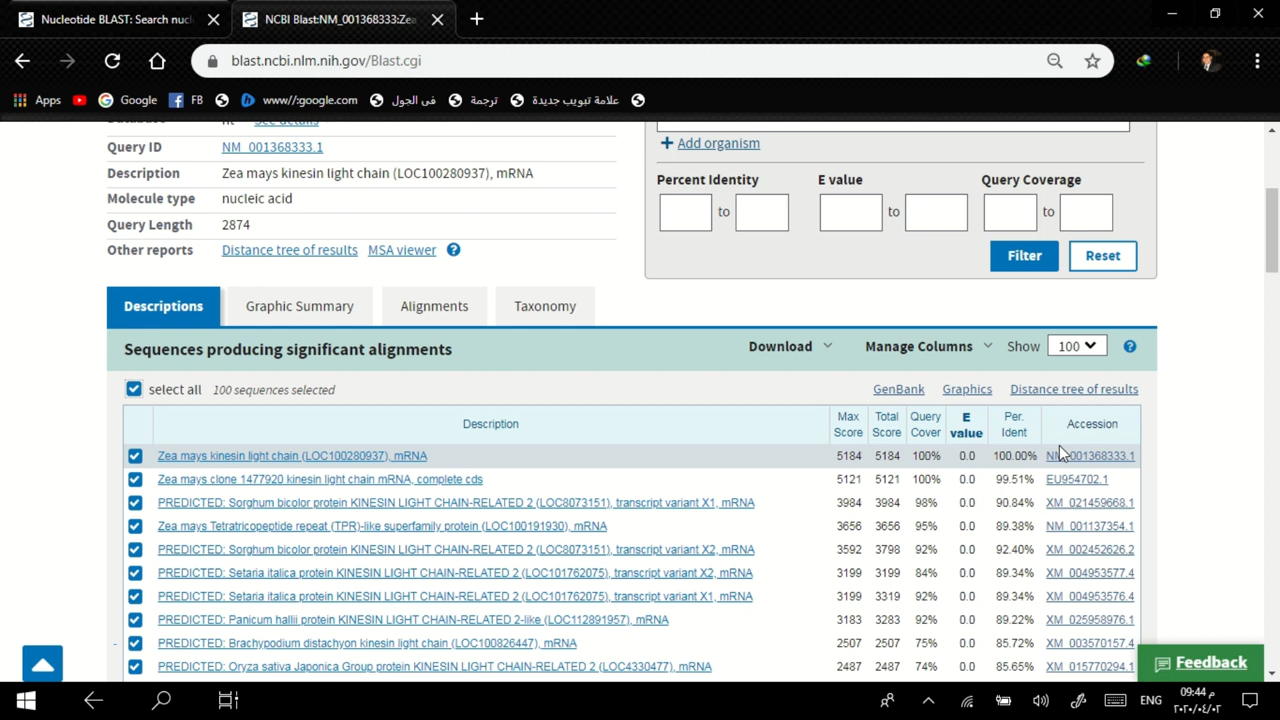 Nucleotide BLAST: Search nucl
NCBI Blast:NM_001368333:Zea
blast.ncbi.nlm.nih.gov/Blast.cgi
Apps
Google
FB
www//:google.com
فى الجول
ترجمة
علامة تبويب جديدة
Database nt See details
Query ID NM_001368333.1
Description Zea mays kinesin light chain (LOC100280937), mRNA
Molecule type nucleic acid
Query Length 2874
Other reports Distance tree of results MSA viewer ?
+ Add organism
Percent Identity E value Query Coverage
to to to
Filter Reset
Descriptions Graphic Summary Alignments Taxonomy
Sequences producing significant alignments Download Manage Columns Show 100 ?
select all 100 sequences selected GenBank Graphics Distance tree of results
Description Max Score Total Score Query Cover E value Per. Ident Accession
Zea mays kinesin light chain (LOC100280937), mRNA 5184 5184 100% 0.0 100.00% NM_001368333.1
Zea mays clone 1477920 kinesin light chain mRNA, complete cds 5121 5121 100% 0.0 99.51% EU954702.1
PREDICTED: Sorghum bicolor protein KINESIN LIGHT CHAIN-RELATED 2 (LOC8073151), transcript variant X1, mRNA 3984 3984 98% 0.0 90.84% XM_021459668.1
Zea mays Tetratricopeptide repeat (TPR)-like superfamily protein (LOC100191930), mRNA 3656 3656 95% 0.0 89.38% NM_001137354.1
PREDICTED: Sorghum bicolor protein KINESIN LIGHT CHAIN-RELATED 2 (LOC8073151), transcript variant X2, mRNA 3592 3798 92% 0.0 92.40% XM_002452626.2
PREDICTED: Setaria italica protein KINESIN LIGHT CHAIN-RELATED 2 (LOC101762075), transcript variant X2, mRNA 3199 3199 84% 0.0 89.34% XM_004953577.4
PREDICTED: Setaria italica protein KINESIN LIGHT CHAIN-RELATED 2 (LOC101762075), transcript variant X1, mRNA 3199 3319 92% 0.0 89.34% XM_004953576.4
PREDICTED: Panicum hallii protein KINESIN LIGHT CHAIN-RELATED 2-like (LOC112891957), mRNA 3183 3283 92% 0.0 89.22% XM_025958976.1
PREDICTED: Brachypodium distachyon kinesin light chain (LOC100826447), mRNA 2507 2507 75% 0.0 85.72% XM_003570157.4
PREDICTED: Oryza sativa Japonica Group protein KINESIN LIGHT CHAIN-RELATED 2 (LOC4330477), mRNA 2487 2487 74% 0.0 85.65% XM_015770294.1
Feedback
ENG
09:44 م
٢٠٢٠/٠٤/٠٢